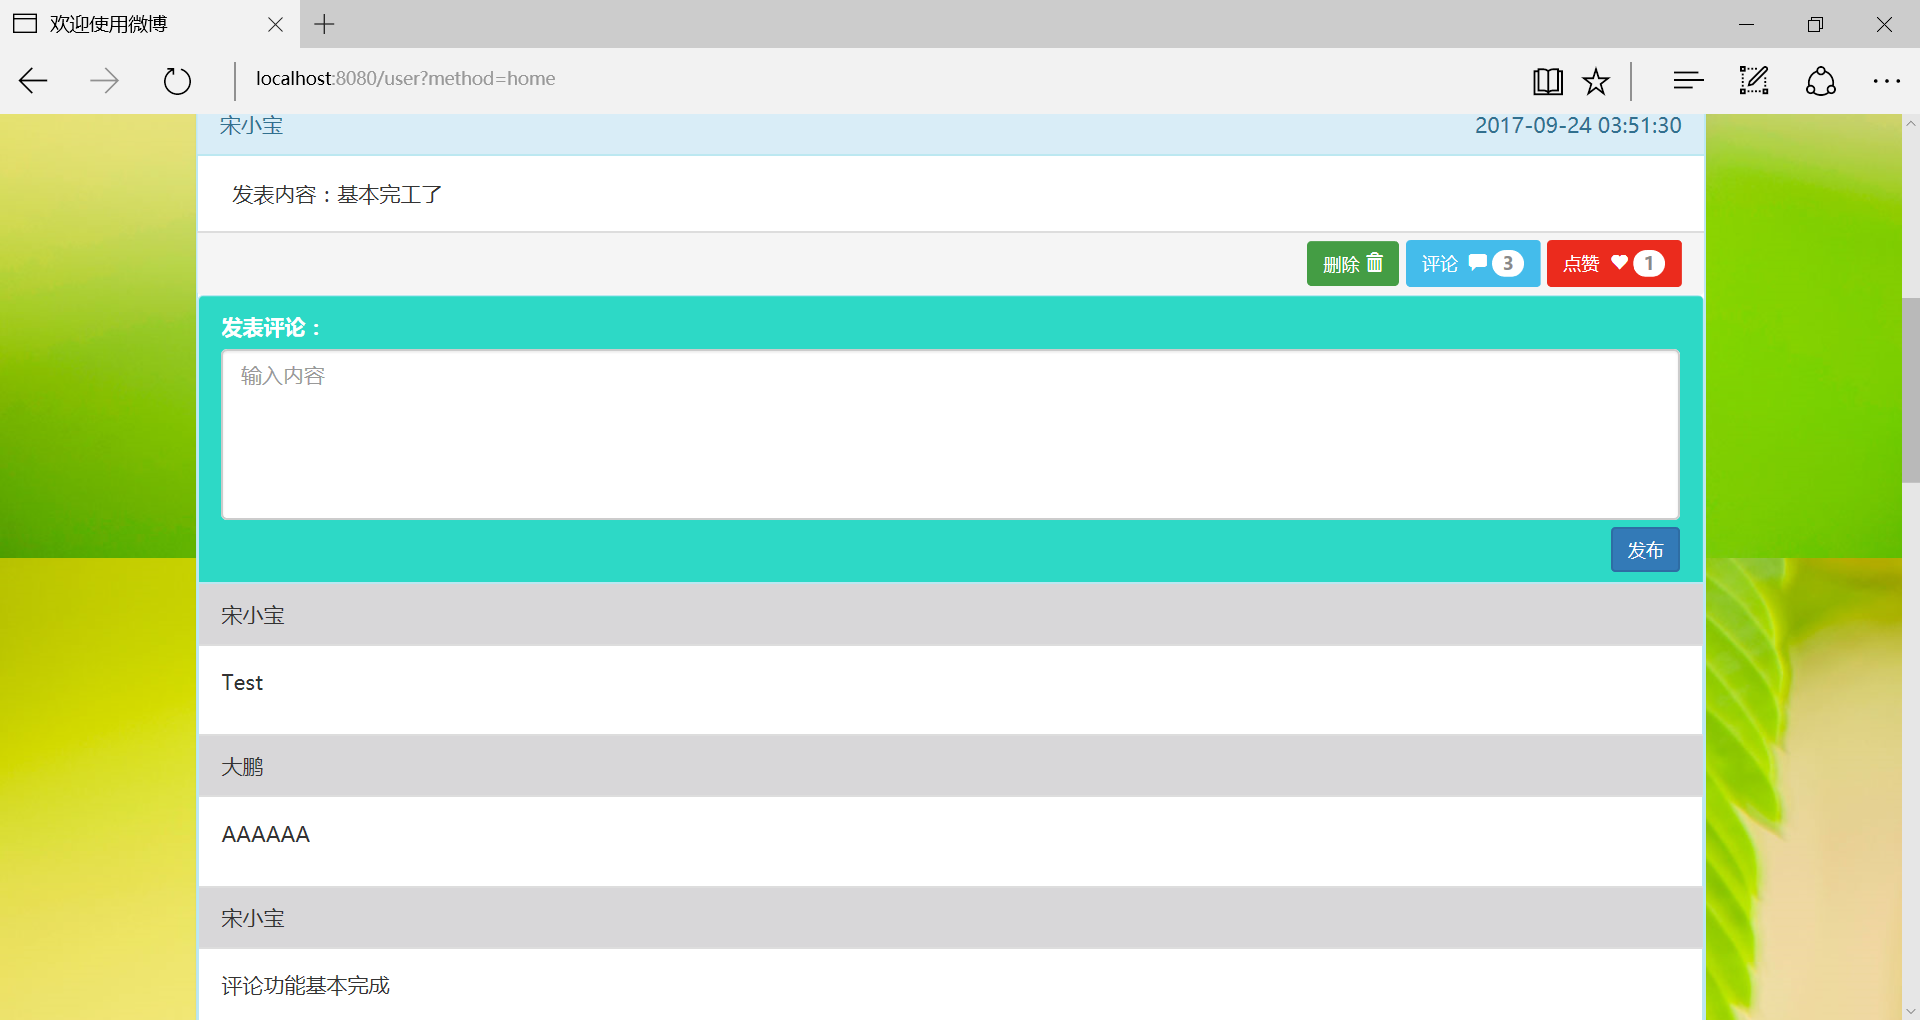 欢迎使用微博
localhost:8080/user?method=home
宋小宝 2017-09-24 03:51:30
发表内容：基本完工了
删除 评论 3 点赞 1
发表评论：
输入内容
发布
宋小宝
Test
大鹏
AAAAAA
宋小宝
评论功能基本完成